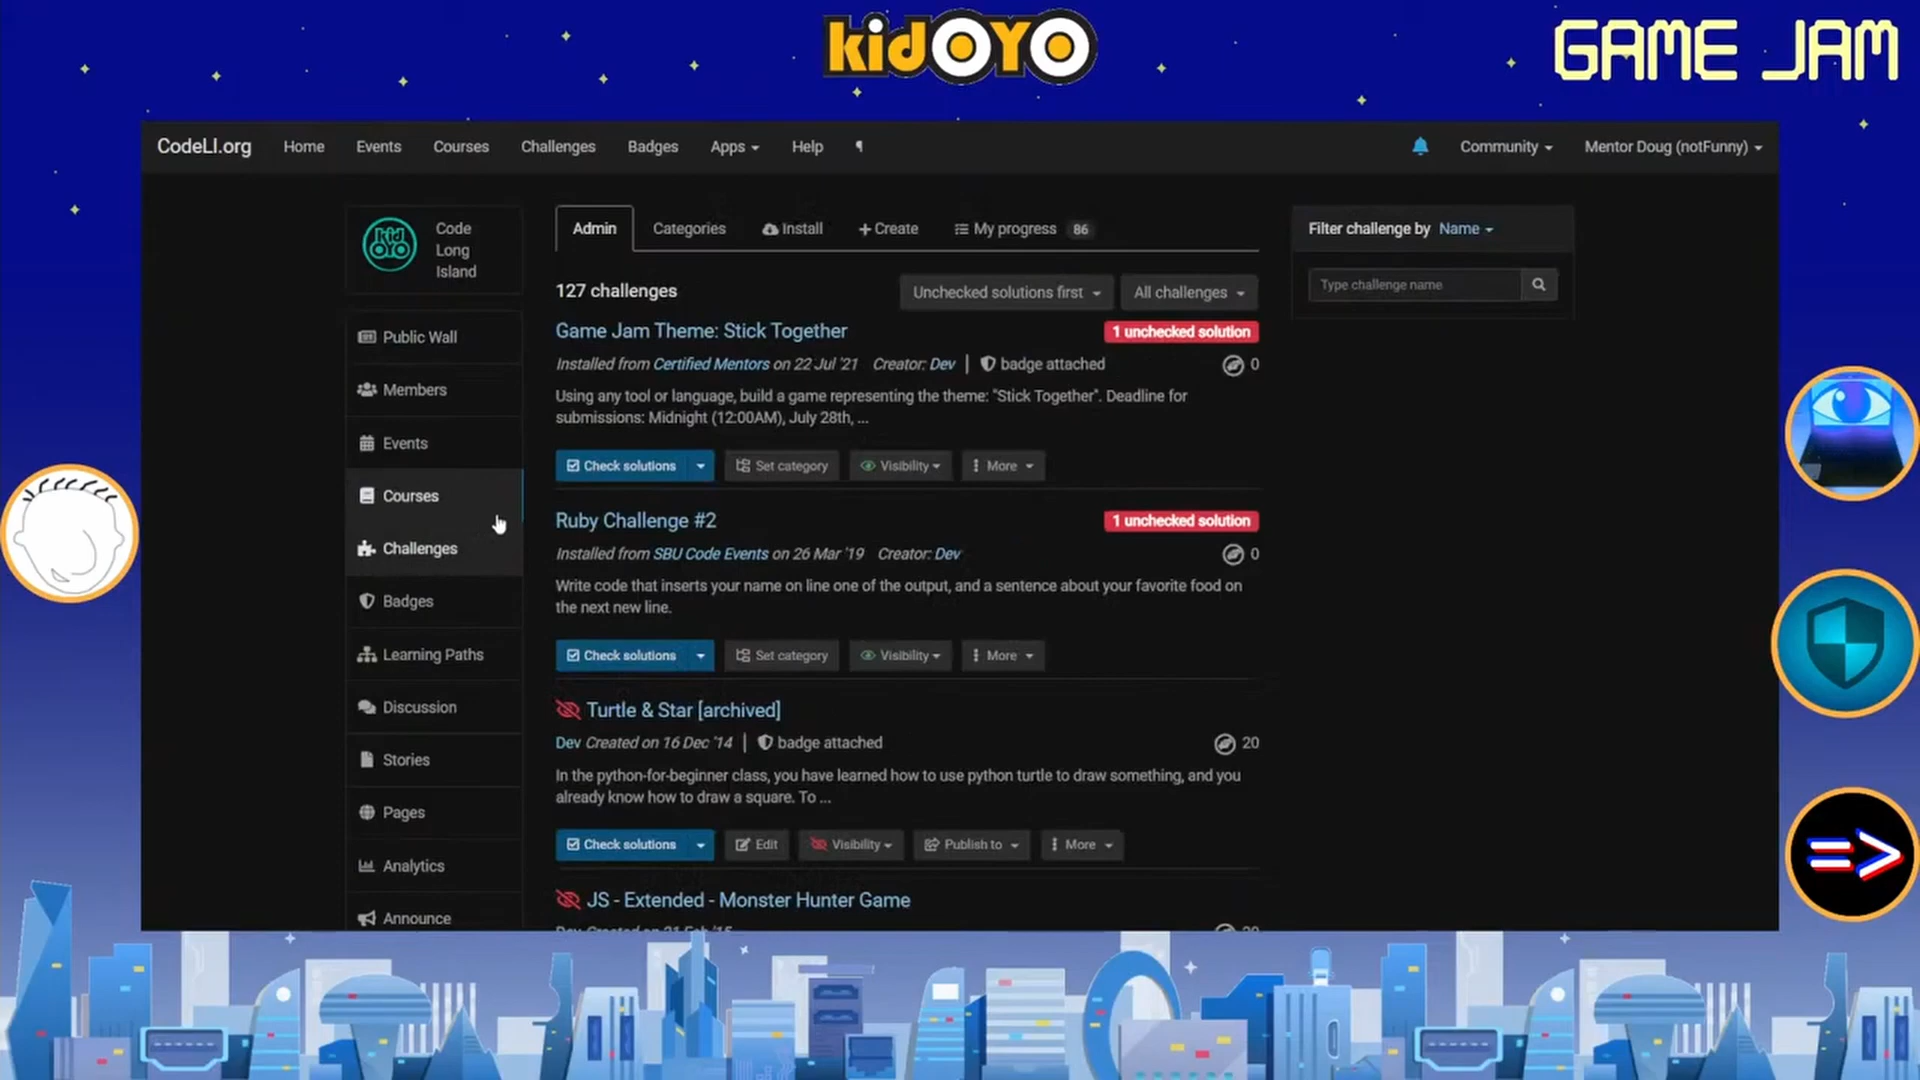 kidOYO
GAME JAM
CodeLI.org Home Events Courses Challenges Badges Apps Help ¶ Community Mentor Doug (notFunny)
kid OYO
Code
Long
Island
Public Wall
Members
Events
Courses
Challenges
Badges
Learning Paths
Discussion
Stories
Pages
Analytics
Announce
Admin Categories Install + Create My progress 86
127 challenges Unchecked solutions first All challenges
Game Jam Theme: Stick Together 1 unchecked solution
Installed from Certified Mentors on 22 Jul '21 Creator: Dev | badge attached 0
Using any tool or language, build a game representing the theme: "Stick Together". Deadline for
submissions: Midnight (12:00AM), July 28th, ...
Check solutions Set category Visibility More
Ruby Challenge #2 1 unchecked solution
Installed from SBU Code Events on 26 Mar '19 Creator: Dev 0
Write code that inserts your name on line one of the output, and a sentence about your favorite food on
the next new line.
Check solutions Set category Visibility More
Turtle & Star [archived]
Dev Created on 16 Dec '14 | badge attached 20
In the python-for-beginner class, you have learned how to use python turtle to draw something, and you
already know how to draw a square. To ...
Check solutions Edit Visibility Publish to More
JS - Extended - Monster Hunter Game
Filter challenge by Name
Type challenge name
=>